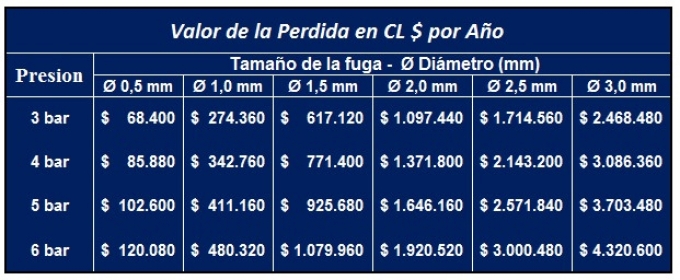 Valor de la Perdida en CL $ por Año
Presion
Tamaño de la fuga - Ø Diámetro (mm)
Ø 0,5 mm Ø 1,0 mm Ø 1,5 mm Ø 2,0 mm Ø 2,5 mm Ø 3,0 mm
3 bar $ 68.400 $ 274.360 $ 617.120 $ 1.097.440 $ 1.714.560 $ 2.468.480
4 bar $ 85.880 $ 342.760 $ 771.400 $ 1.371.800 $ 2.143.200 $ 3.086.360
5 bar $ 102.600 $ 411.160 $ 925.680 $ 1.646.160 $ 2.571.840 $ 3.703.480
6 bar $ 120.080 $ 480.320 $ 1.079.960 $ 1.920.520 $ 3.000.480 $ 4.320.600